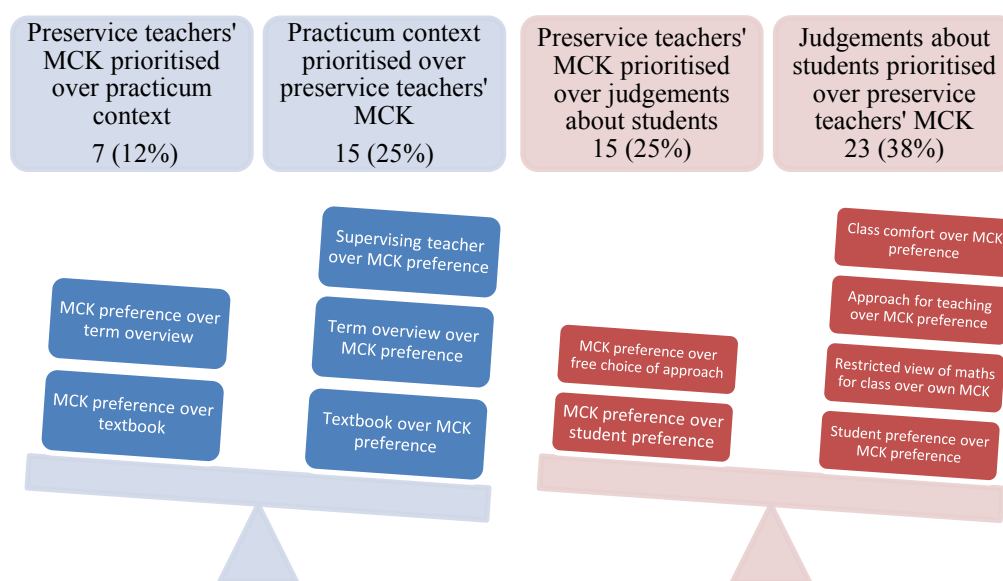 Preservice teachers'
MCK prioritised
over practicum
context
7 (12%)
Practicum context
prioritised over
preservice teachers'
MCK
15 (25%)
Preservice teachers'
MCK prioritised
over judgements
about students
15 (25%)
Judgements about
students prioritised
over preservice
teachers' MCK
23 (38%)
MCK preference over
term overview
MCK preference over
textbook
Supervising teacher
over MCK preference
Term overview over
MCK preference
Textbook over MCK
preference
MCK preference over
free choice of approach
MCK preference over
student preference
Class comfort over MCK
preference
Approach for teaching
over MCK preference
Restricted view of maths
for class over own MCK
Student preference over
MCK preference